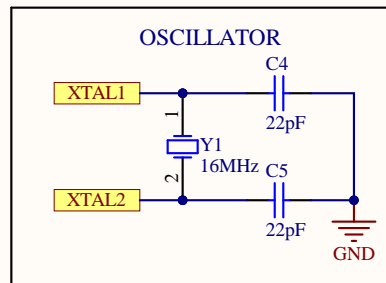 OSCILLATOR
C4
XTAL1
22pF
1
Y1
16MHz
2
C5
XTAL2
22pF
GND